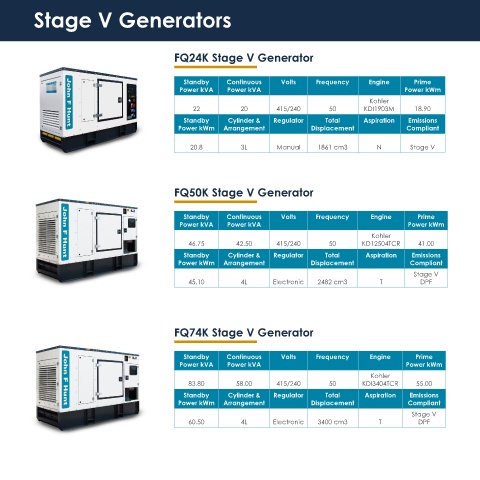 Stage V Generators
FQ24K Stage V Generator
Standby Power kVA Continuous Power kVA Volts Frequency Engine Prime Power kWm
22 20 415/240 50 Kohler KDI1903M 18.90
Standby Power kWm Cylinder & Arrangement Regulator Total Displacement Aspiration Emissions Compliant
20.8 3L Manual 1861 cm3 N Stage V
John F Hunt
FQ50K Stage V Generator
Standby Power kVA Continuous Power kVA Volts Frequency Engine Prime Power kWm
46.75 42.50 415/240 50 Kohler KD12504TCR 41.00
Standby Power kWm Cylinder & Arrangement Regulator Total Displacement Aspiration Emissions Compliant
45.10 4L Electronic 2482 cm3 T Stage V DPF
John F Hunt
FQ74K Stage V Generator
Standby Power kVA Continuous Power kVA Volts Frequency Engine Prime Power kWm
83.80 58.00 415/240 50 Kohler KDI3404TCR 55.00
Standby Power kWm Cylinder & Arrangement Regulator Total Displacement Aspiration Emissions Compliant
60.50 4L Electronic 3400 cm3 T Stage V DPF
John F Hunt